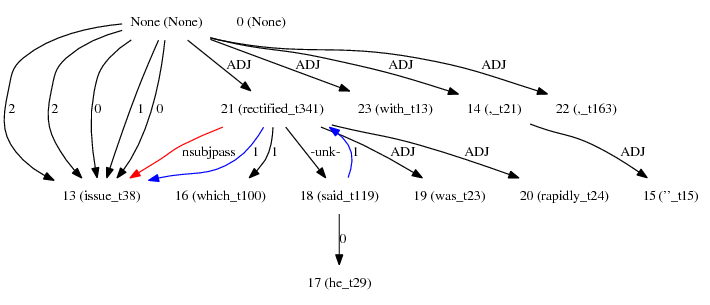 None (None) 0 (None)
2 2 0 1 0 ADJ ADJ ADJ ADJ
21 (rectified_t341) 23 (with_t13) 14 (,_t21) 22 (,_t163)
nsubjpass 1 1 -unk- 1 ADJ ADJ ADJ
13 (issue_t38) 16 (which_t100) 18 (said_t119) 19 (was_t23) 20 (rapidly_t24) 15 (''_t15)
0
17 (he_t29)